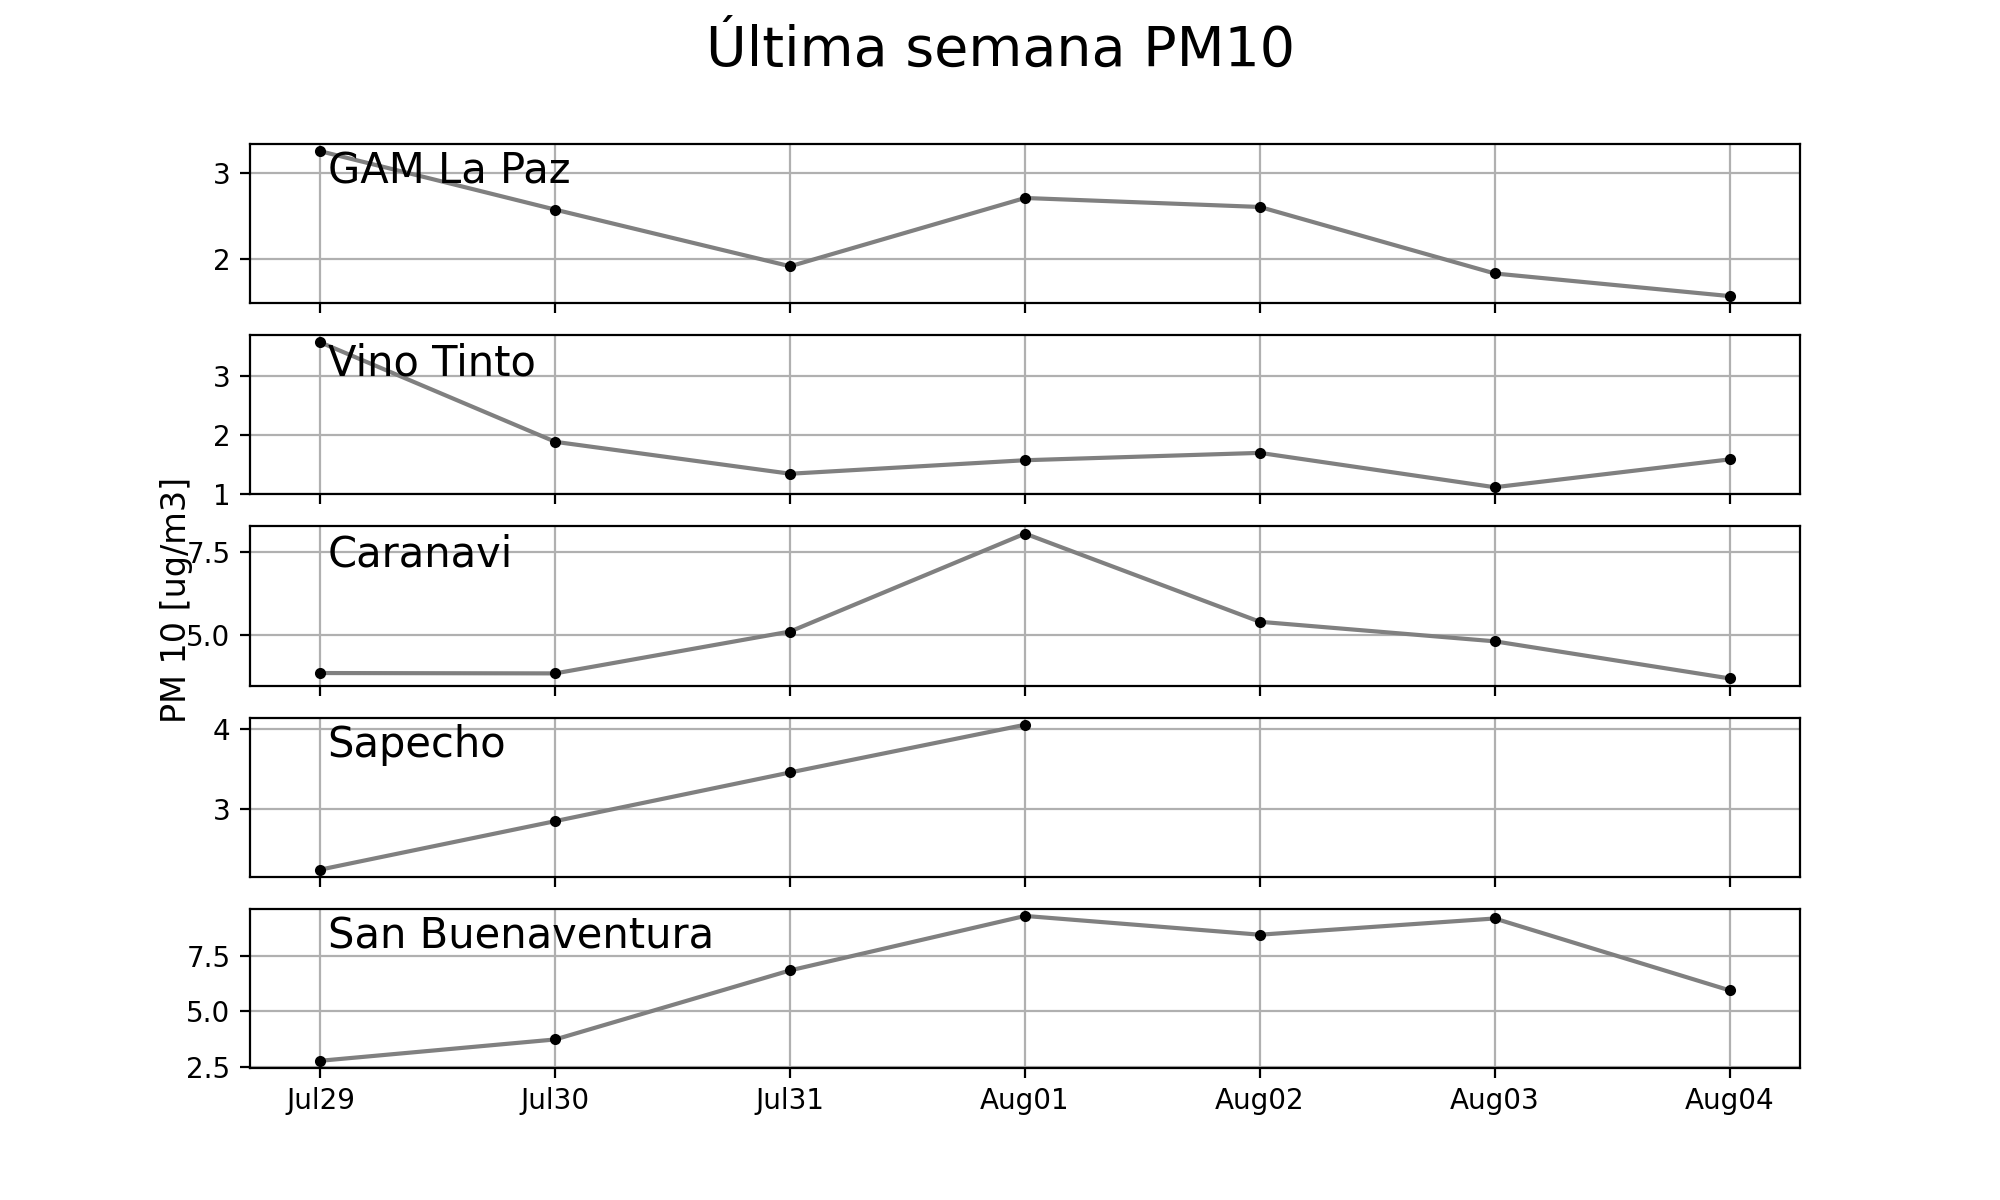 Última semana PM10
GAM La Paz
3
2
Vino Tinto
3
2
1
PM 10 [ug/m3]
Caranavi
7.5
5.0
Sapecho
4
3
San Buenaventura
7.5
5.0
2.5
Jul29 Jul30 Jul31 Aug01 Aug02 Aug03 Aug04